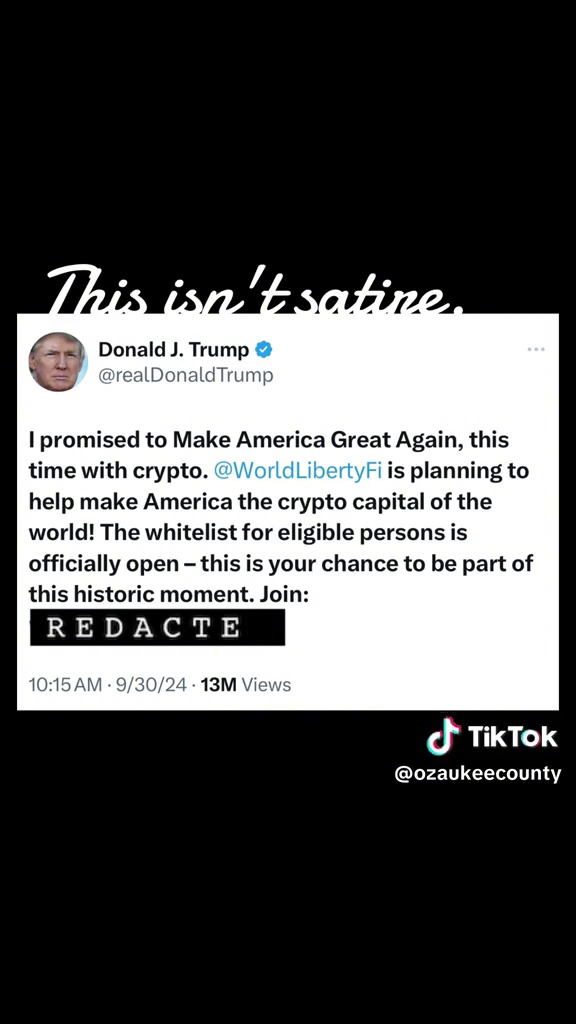 This isn't satire.
Donald J. Trump
@realDonaldTrump
I promised to Make America Great Again, this
time with crypto. @WorldLibertyFi is planning to
help make America the crypto capital of the
world! The whitelist for eligible persons is
officially open – this is your chance to be part of
this historic moment. Join:
REDACTE
10:15 AM · 9/30/24 · 13M Views
TikTok
@ozaukeecounty